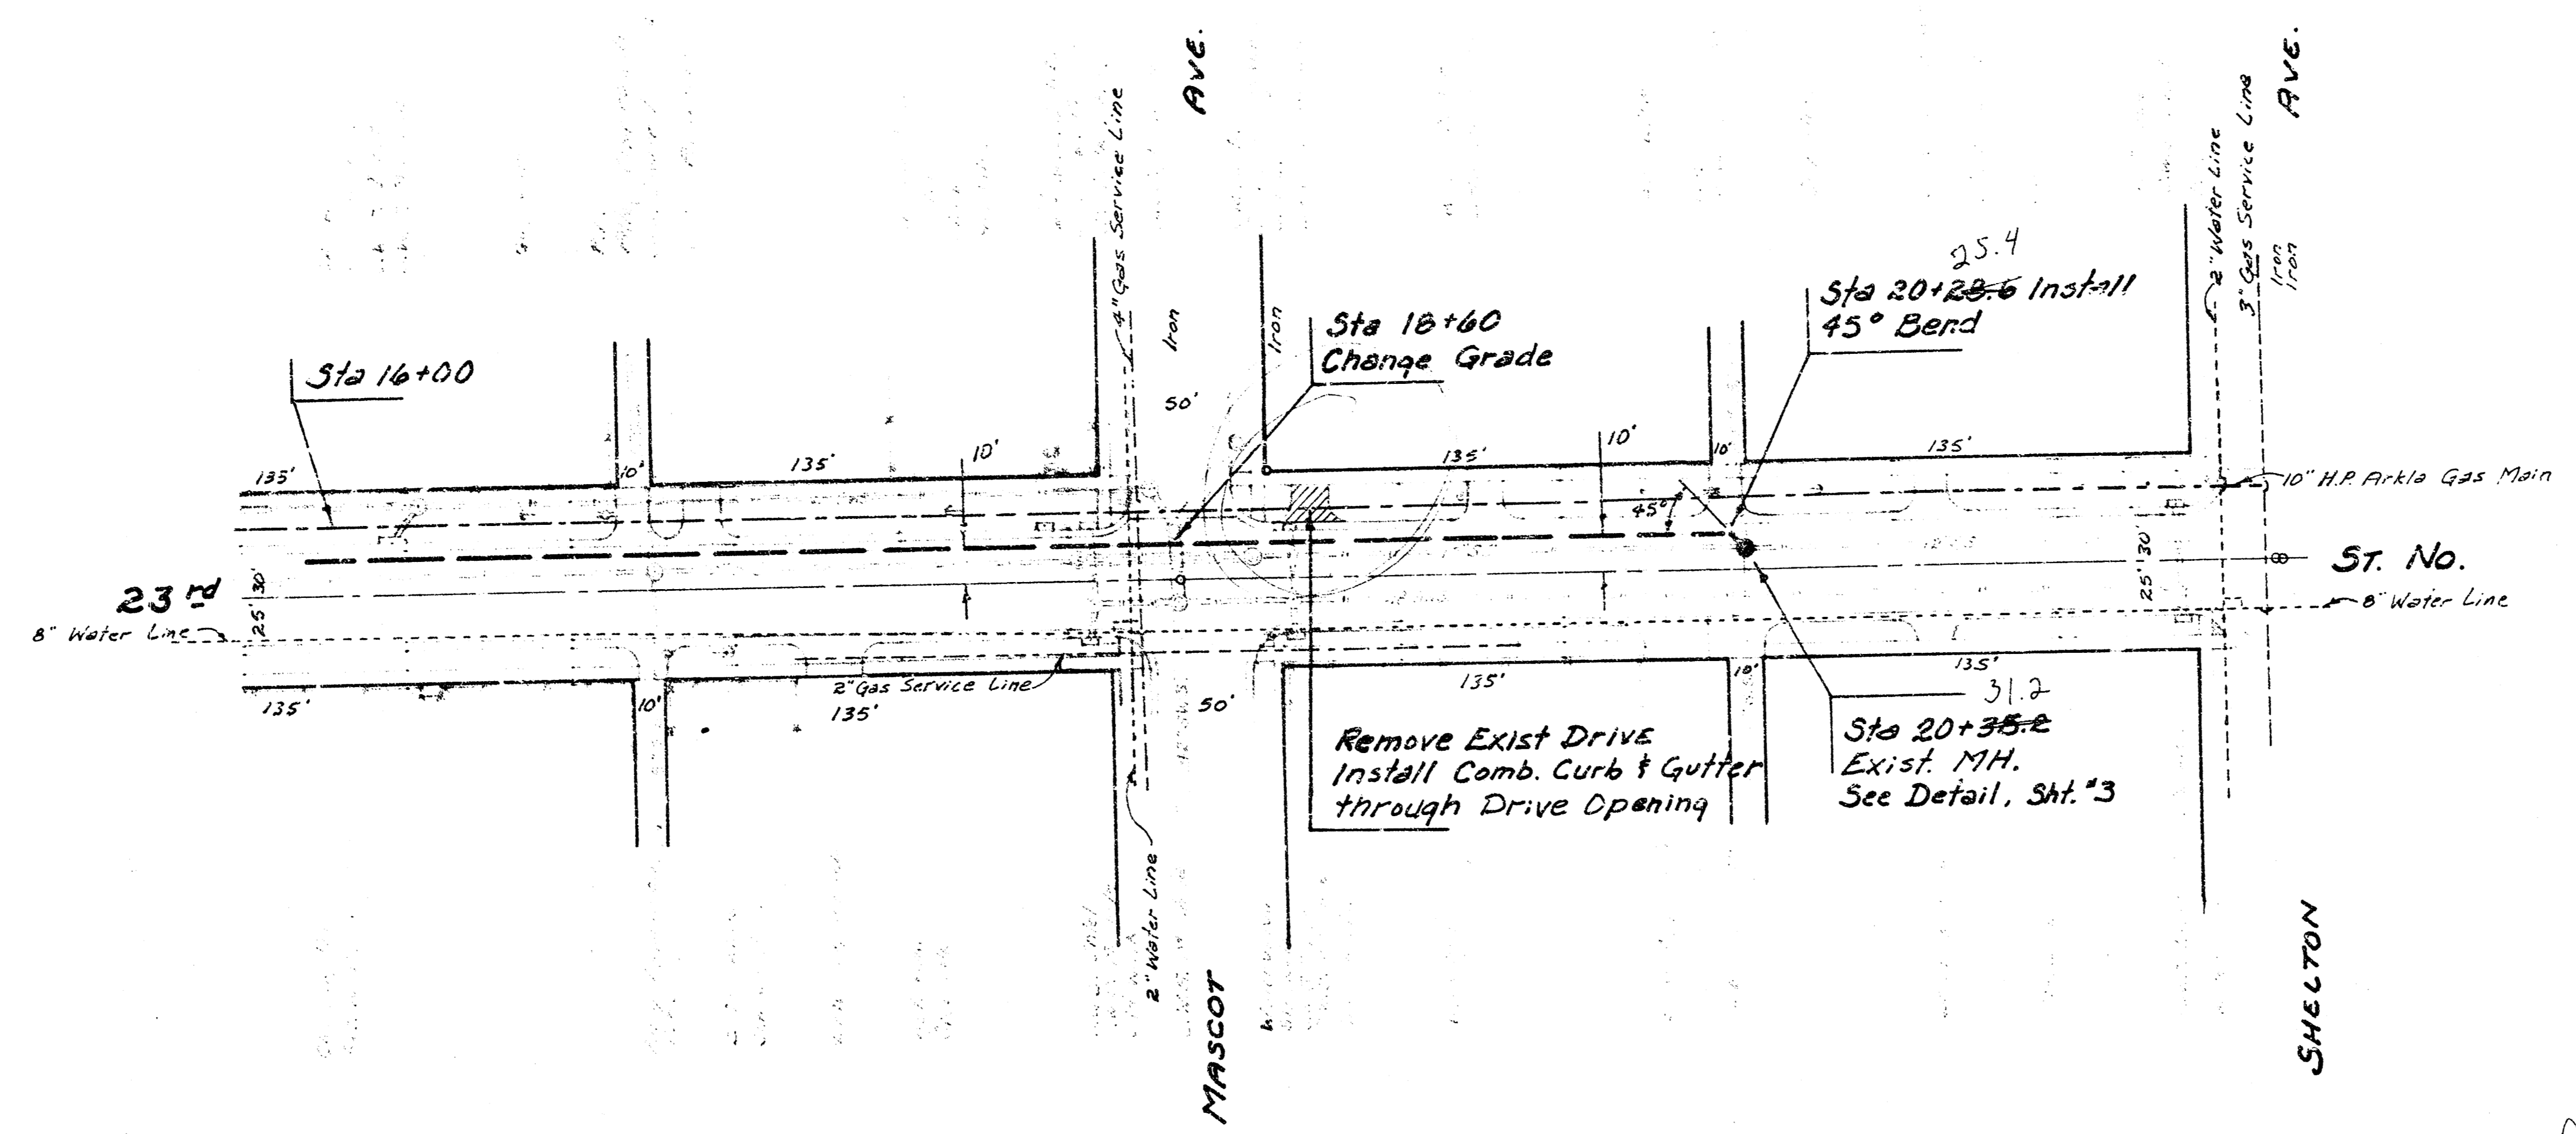 AVE.
AVE.
4" Gas Service Line
2" Water Line
3" Gas Service Line
Iron
Iron
Iron
Iron
25.4
Sta 20+28.6 Install
45° Bend
Sta 18+60
Change Grade
Sta 16+00
50'
135'
10'
135'
10'
135'
10'
10'
135'
10" H.P. Arkla Gas Main
45°
23rd
25' 30'
25' 30'
ST. NO.
8" Water Line
8" Water Line
2" Gas Service Line
135'
10'
135'
50'
135'
10'
135'
31.2
Sta 20+35.2
Exist. MH.
See Detail, Sht. #3
Remove Exist Drive
Install Comb. Curb & Gutter
through Drive Opening
2" Water Line
MASCOT
SHELTON